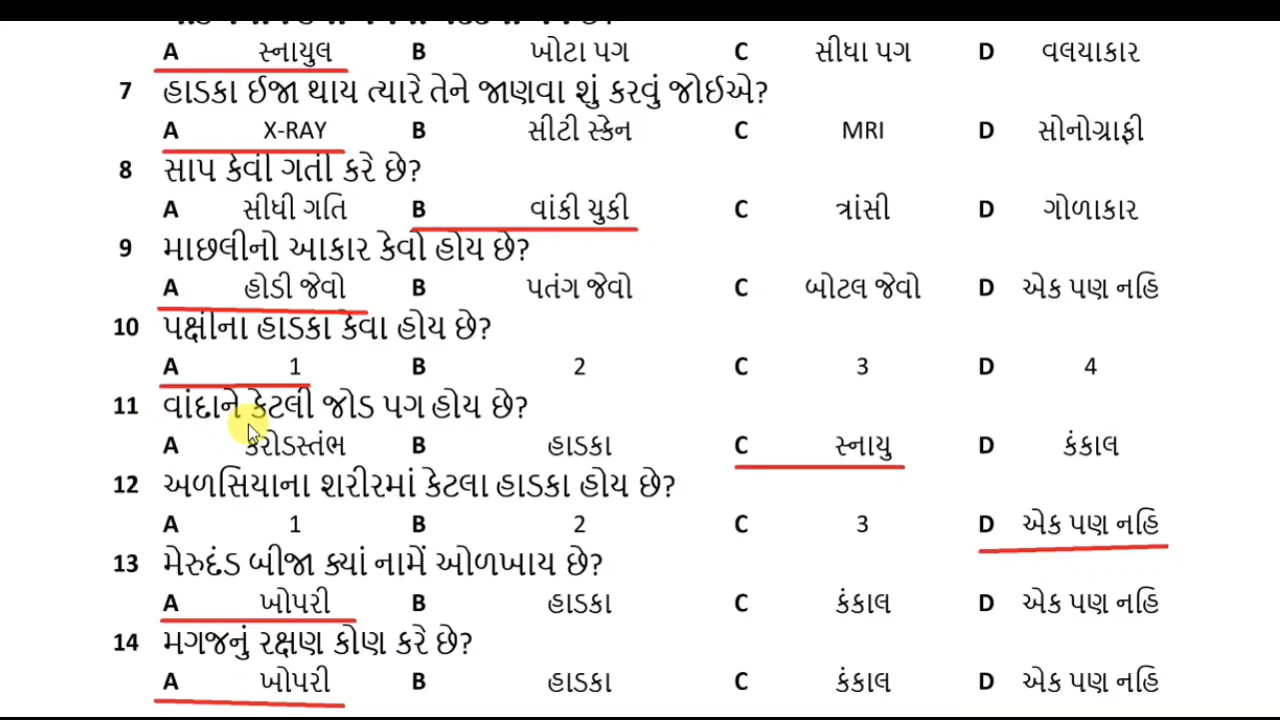 A સ્નાયુલ B ખોટા પગ C સીધા પગ D વલયાકાર
7 હાડકા ઈજા થાય ત્યારે તેને જાણવા શું કરવું જોઈએ?
A X-RAY B સીટી સ્કેન C MRI D સોનોગ્રાફી
8 સાપ કેવી ગતી કરે છે?
A સીધી ગતિ B વાંકી ચુકી C ત્રાંસી D ગોળાકાર
9 માછલીનો આકાર કેવો હોય છે?
A હોડી જેવો B પતંગ જેવો C બોટલ જેવો D એક પણ નહિ
10 પક્ષીના હાડકા કેવા હોય છે?
A 1 B 2 C 3 D 4
11 વાંદાને કેટલી જોડ પગ હોય છે?
A કરોડસ્તંભ B હાડકા C સ્નાયુ D કંકાલ
12 અળસિયાના શરીરમાં કેટલા હાડકા હોય છે?
A 1 B 2 C 3 D એક પણ નહિ
13 મેરુદંડ બીજા ક્યાં નામેં ઓળખાય છે?
A ખોપરી B હાડકા C કંકાલ D એક પણ નહિ
14 મગજનું રક્ષણ કોણ કરે છે?
A ખોપરી B હાડકા C કંકાલ D એક પણ નહિ